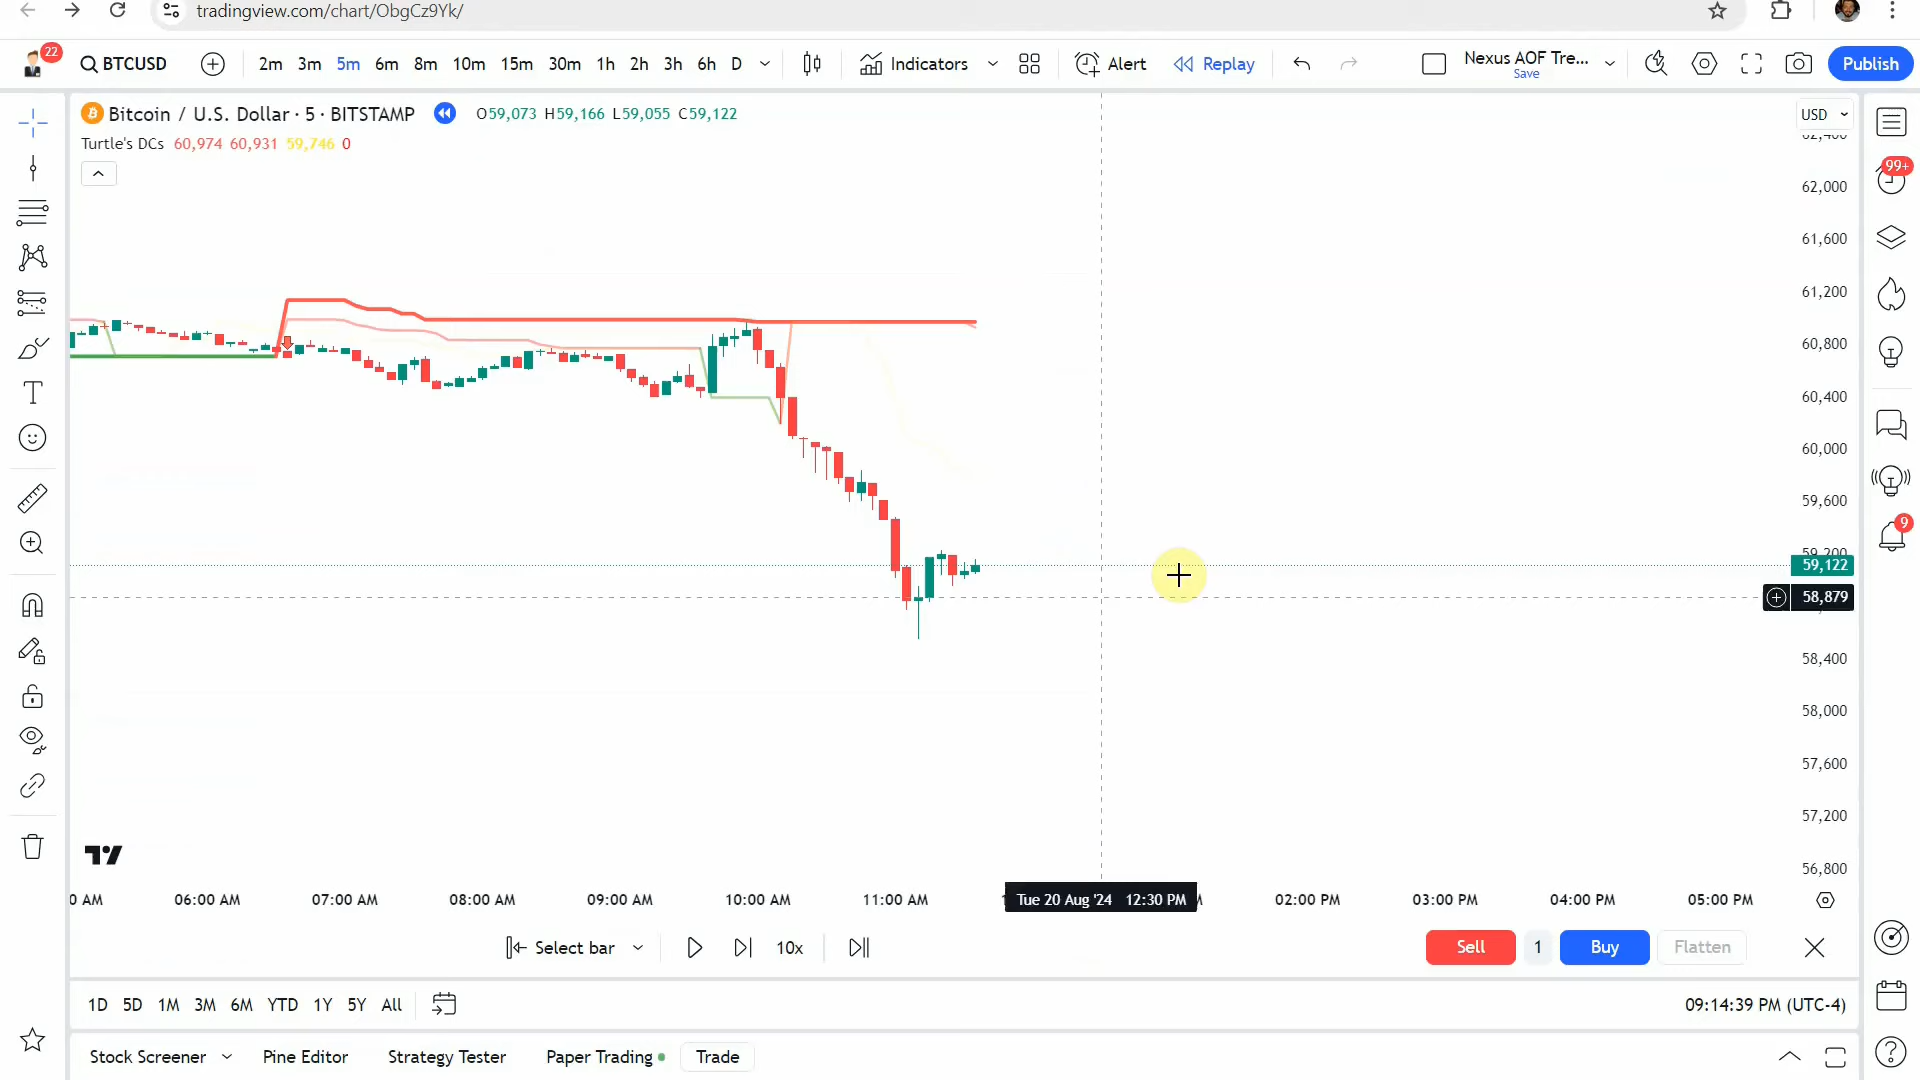 tradingview.com/chart/ObgCz9Yk/
22
BTCUSD
2m 3m 5m 6m 8m 10m 15m 30m 1h 2h 3h 6h D
Indicators
Alert
Replay
Nexus AOF Tre...
Save
Publish
Bitcoin / U.S. Dollar · 5 · BITSTAMP
O59,073 H59,166 L59,055 C59,122
Turtle's DCs 60,974 60,931 59,746 0
USD
62,400
62,000
61,600
61,200
60,800
60,400
60,000
59,600
59,200
59,122
58,879
58,400
58,000
57,600
57,200
56,800
99+
9
06:00 AM 07:00 AM 08:00 AM 09:00 AM 10:00 AM 11:00 AM Tue 20 Aug '24 12:30 PM 02:00 PM 03:00 PM 04:00 PM 05:00 PM
Select bar
10x
Sell 1 Buy Flatten
1D 5D 1M 3M 6M YTD 1Y 5Y All
09:14:39 PM (UTC-4)
Stock Screener Pine Editor Strategy Tester Paper Trading Trade